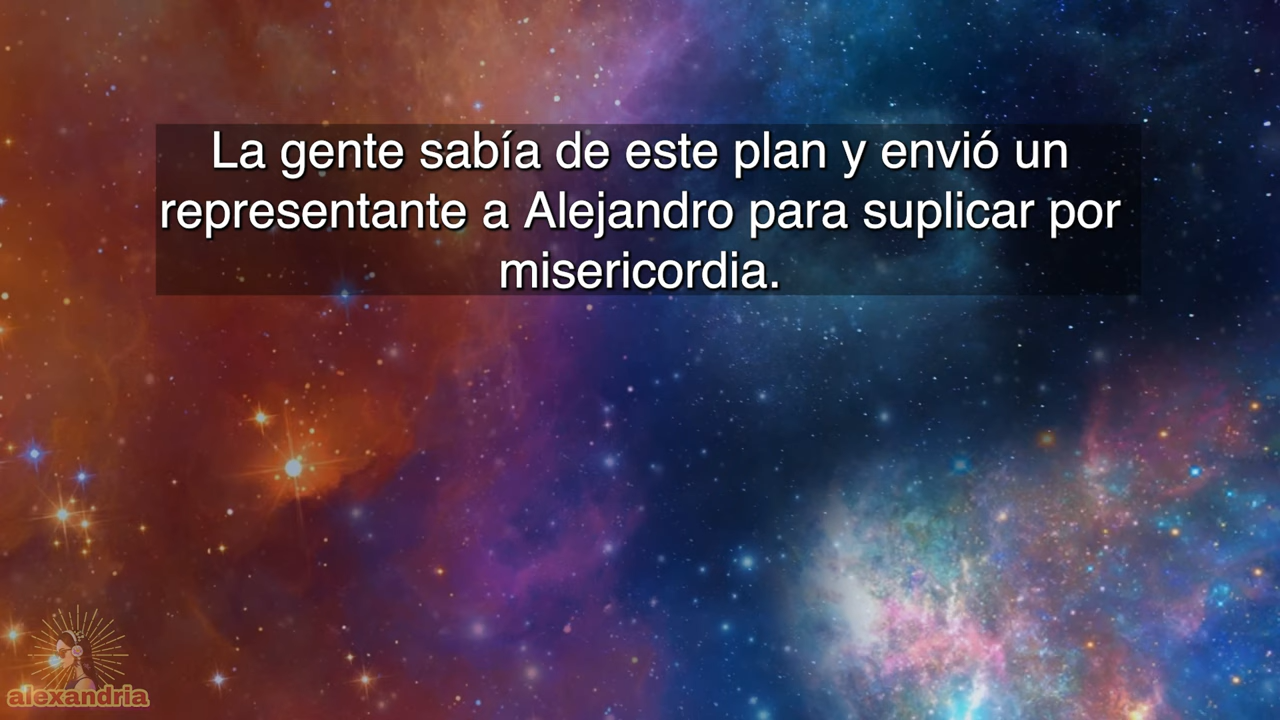 La gente sabía de este plan y envió un
representante a Alejandro para suplicar por
misericordia.
alexandria